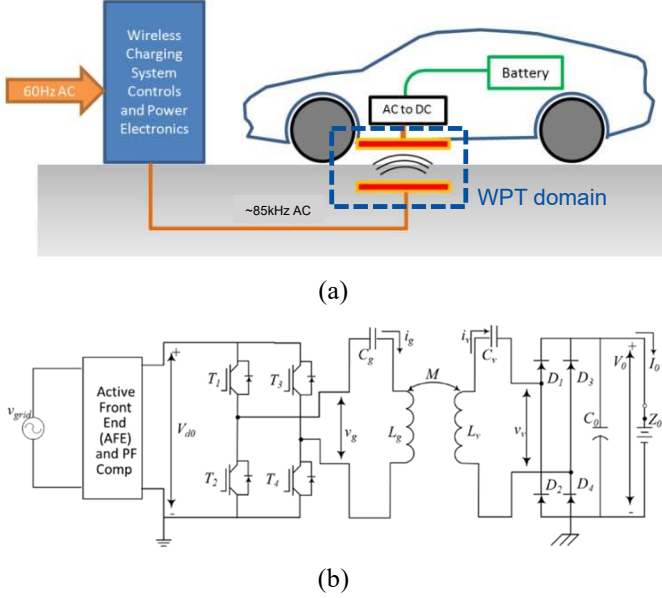 Wireless
Charging
System
Controls
and Power
Electronics
60Hz AC
Battery
AC to DC
WPT domain
~85kHz AC
(a)
v_grid
Active
Front
End
(AFE)
and PF
Comp
+
V_d0
-
T_1
T_3
T_2
T_4
C_g
i_g
v_g
L_g
M
L_v
i_v
C_v
v_v
D_1
D_3
D_2
D_4
C_0
+
V_0
-
I_0
Z_0
(b)